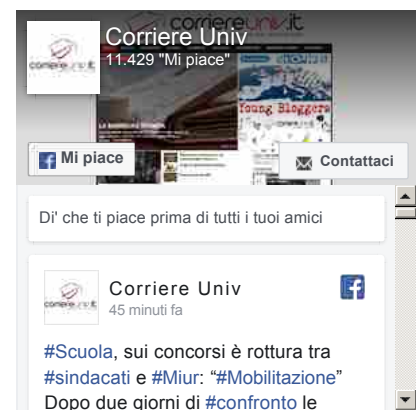 corriereuniv.it
Corriere Univ
11.429 "Mi piace"
Young Bloggers
Mi piace
Contattaci
Di' che ti piace prima di tutti i tuoi amici
Corriere Univ
45 minuti fa
#Scuola, sui concorsi è rottura tra
#sindacati e #Miur: “#Mobilitazione”
Dopo due giorni di #confronto le